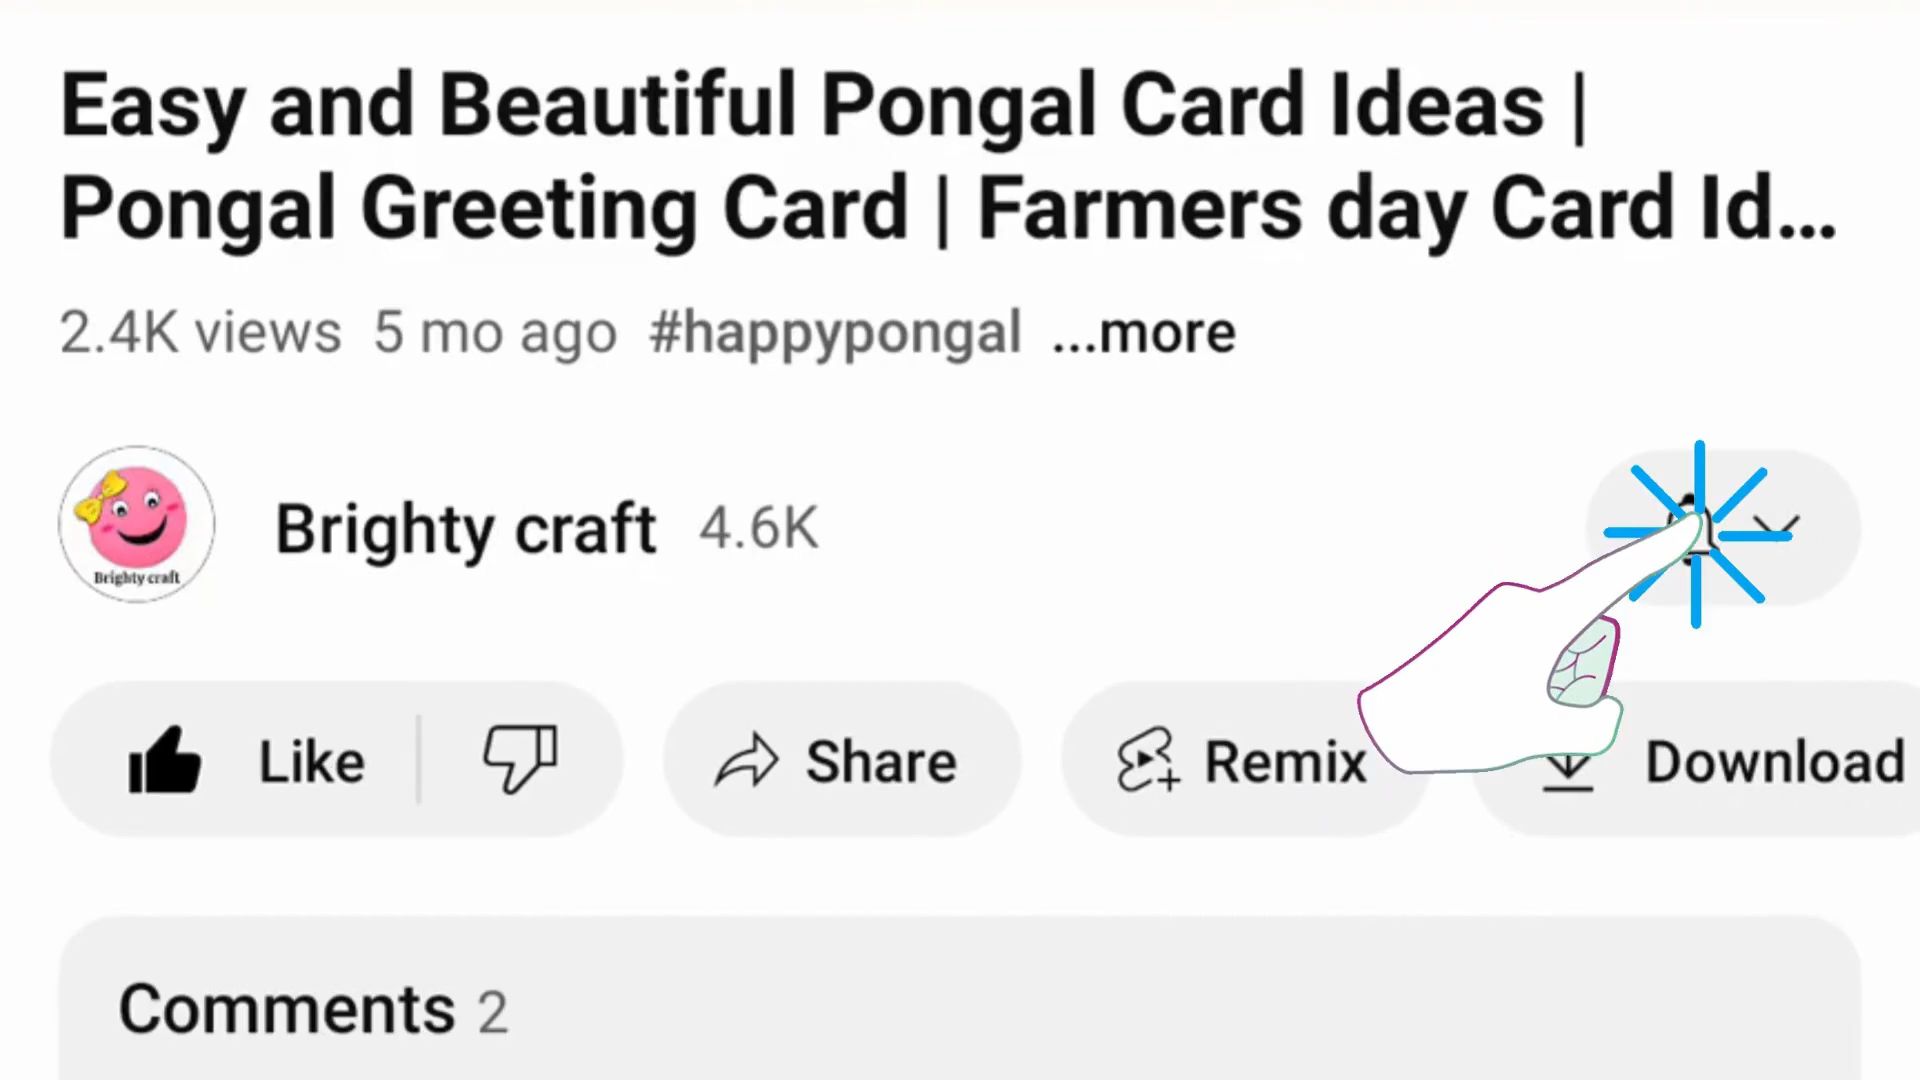 Easy and Beautiful Pongal Card Ideas |
Pongal Greeting Card | Farmers day Card Id...
2.4K views 5 mo ago #happypongal ...more
Brighty craft
Brighty craft 4.6K
Like Share Remix Download
Comments 2